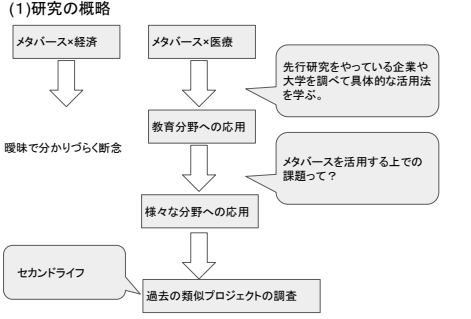 (1)研究の概略
メタバース×経済
メタバース×医療
先行研究をやっている企業や
大学を調べて具体的な活用法
を学ぶ。
教育分野への応用
曖昧で分かりづらく断念
メタバースを活用する上での
課題って？
様々な分野への応用
セカンドライフ
過去の類似プロジェクトの調査